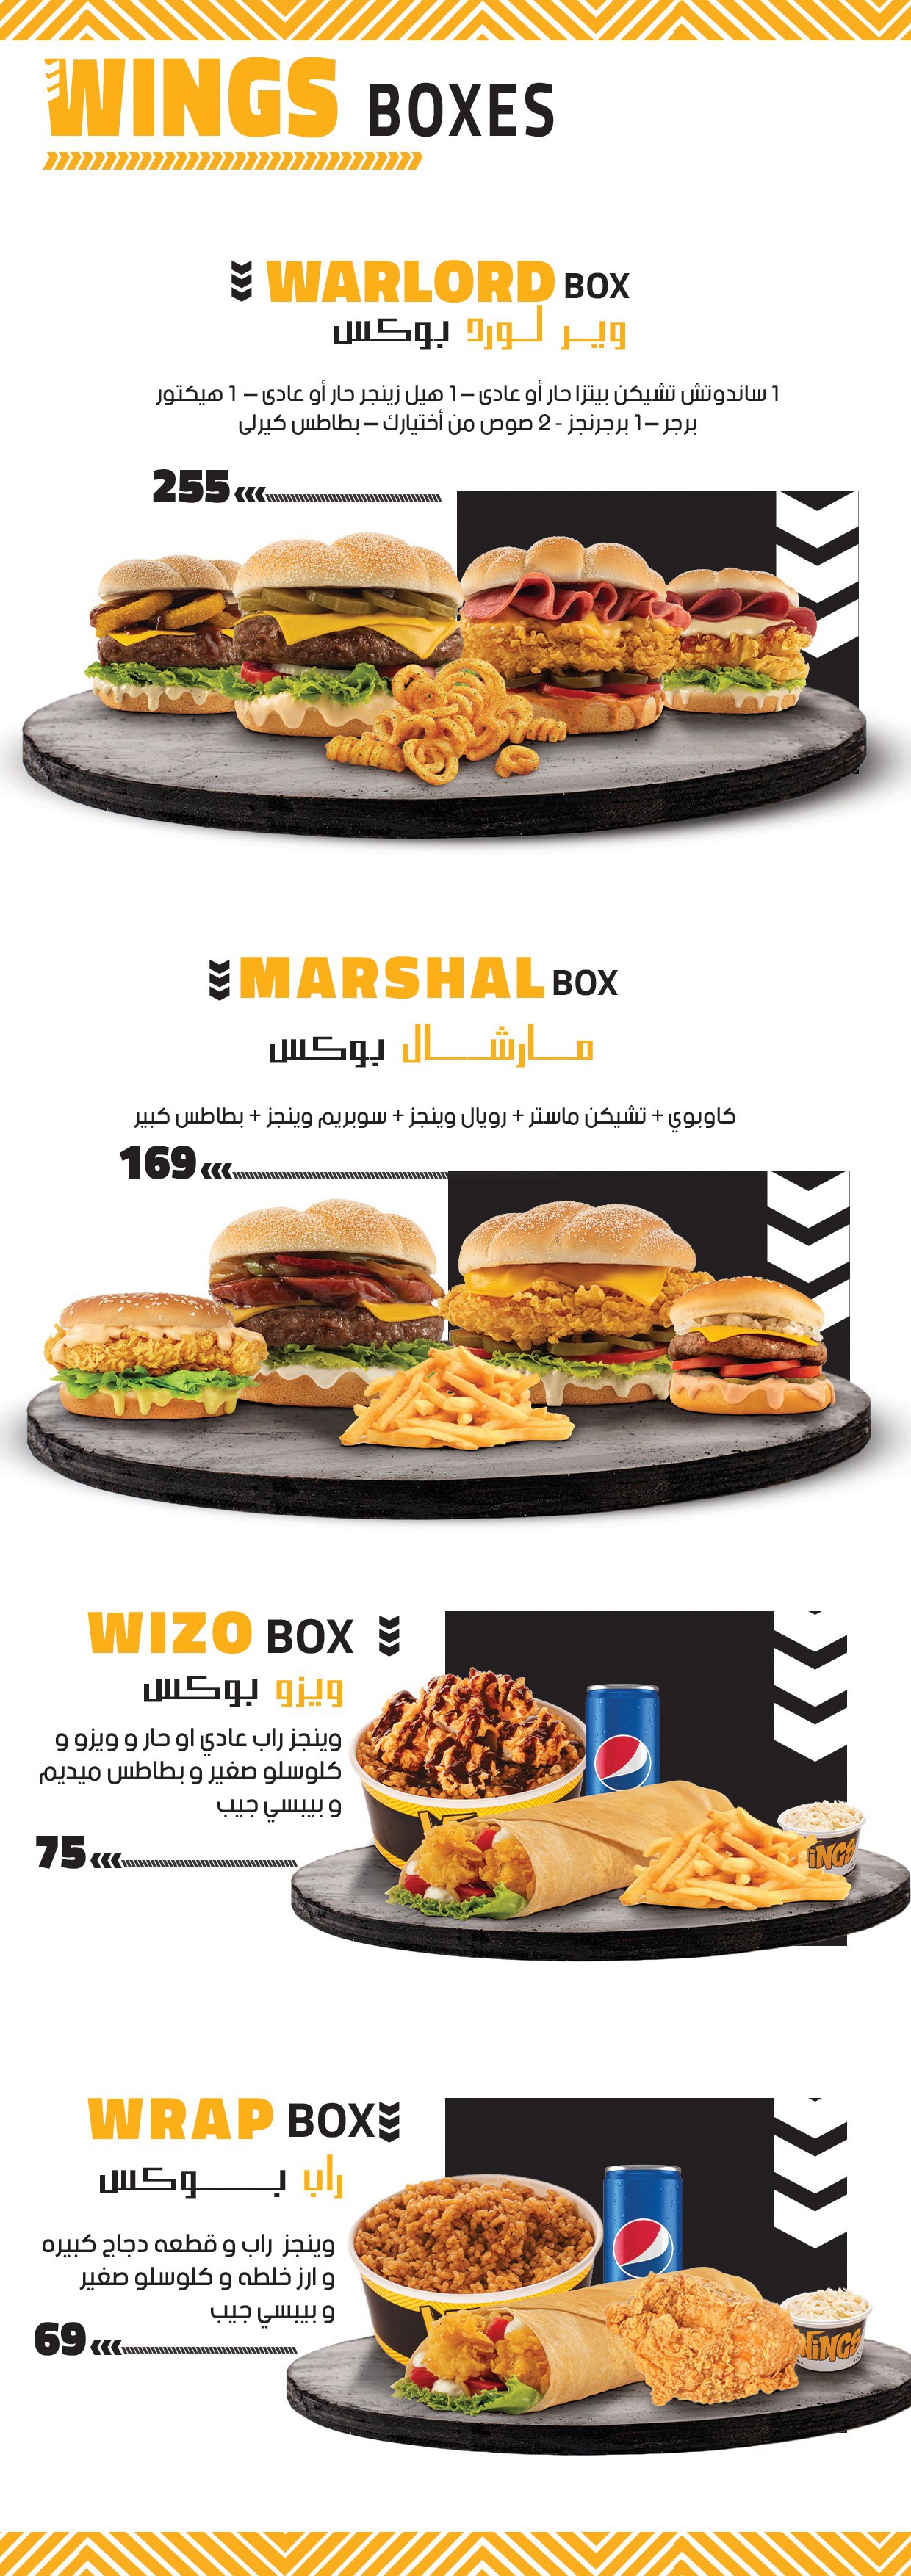 WINGS BOXES
WARLORD BOX
وير لورد بوكس
1 ساندوتش تشيكن بيتزا حار أو عادى – 1 هيل زينجر حار أو عادى – 1 هيكتور
برجر – 1 برجرنجز - 2 صوص من أختيارك – بطاطس كيرلى
255
MARSHAL BOX
مارشال بوكس
كاوبوي + تشيكن ماستر + رويال وينجز + سوبريم وينجز + بطاطس كبير
169
WIZO BOX
ويزو بوكس
وينجز راب عادي او حار و ويزو و
كلوسلو صغير و بطاطس ميديم
و بيبسي جيب
75
iNGS
WRAP BOX
راب بوكس
وينجز راب و قطعه دجاج كبيره
و ارز خلطه و كلوسلو صغير
و بيبسي جيب
69
WiNGS